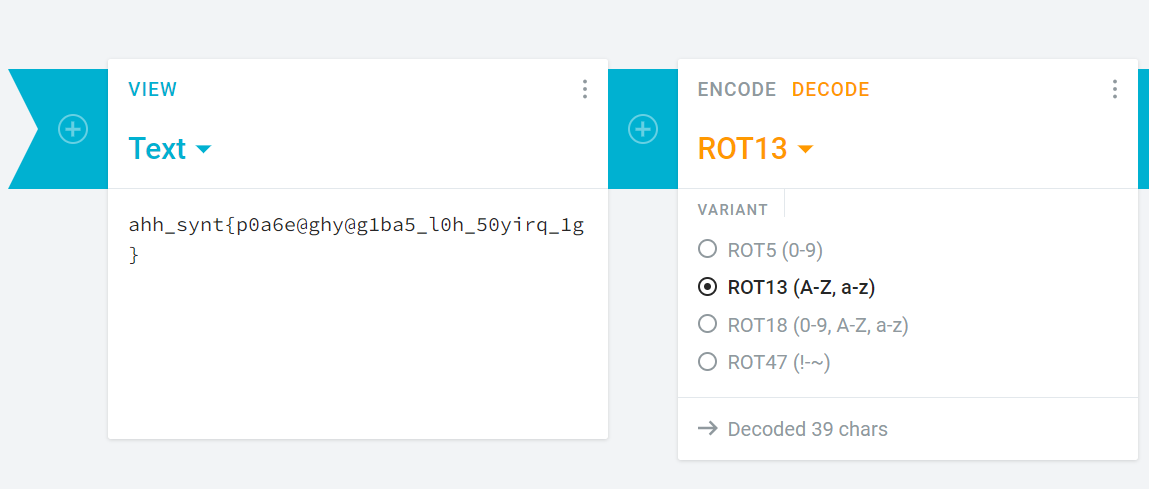 VIEW
Text
ahh_synt{p0a6e@ghy@g1ba5_l0h_50yirq_1g
}
ENCODE DECODE
ROT13
VARIANT
ROT5 (0-9)
ROT13 (A-Z, a-z)
ROT18 (0-9, A-Z, a-z)
ROT47 (!-~)
→ Decoded 39 chars